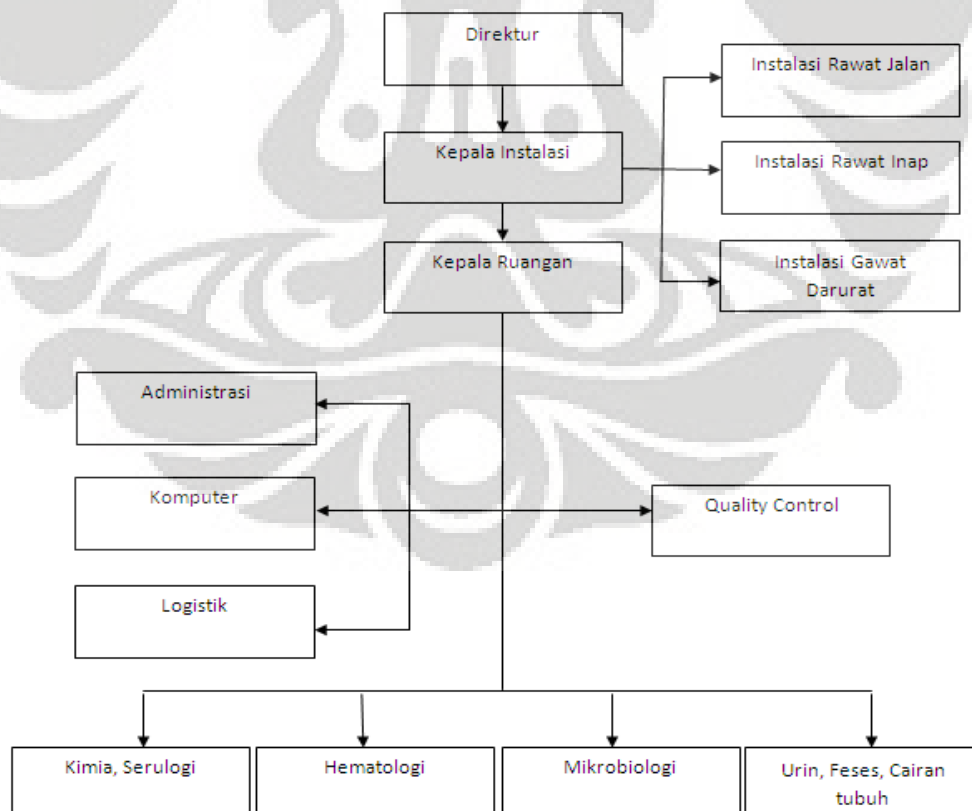 Direktur
Instalasi Rawat Jalan
Kepala Instalasi
Instalasi Rawat Inap
Kepala Ruangan
Instalasi Gawat
Darurat
Administrasi
Komputer
Quality Control
Logistik
Kimia, Serulogi
Hematologi
Mikrobiologi
Urin, Feses, Cairan
tubuh